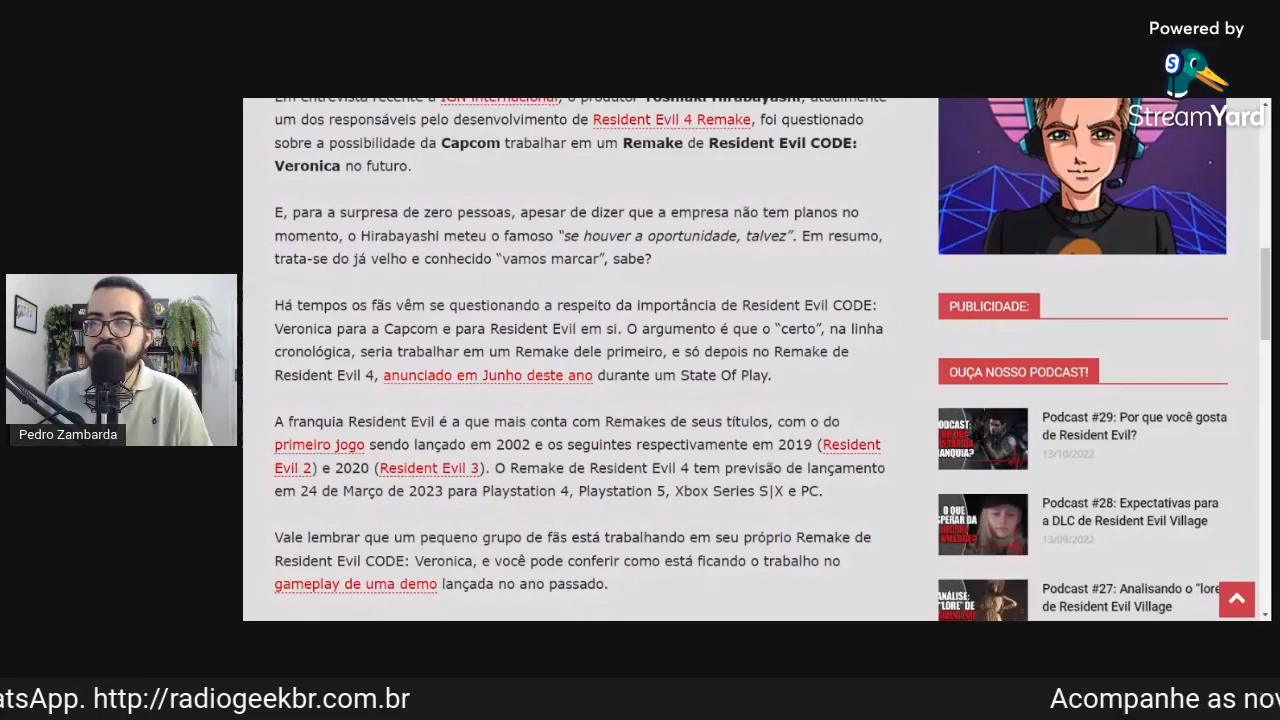 Powered by
StreamYard
Em entrevista recente à IGN Internacional, o produtor Yoshiaki Hirabayashi, atualmente
um dos responsáveis pelo desenvolvimento de Resident Evil 4 Remake, foi questionado
sobre a possibilidade da Capcom trabalhar em um Remake de Resident Evil CODE:
Veronica no futuro.
E, para a surpresa de zero pessoas, apesar de dizer que a empresa não tem planos no
momento, o Hirabayashi meteu o famoso “se houver a oportunidade, talvez”. Em resumo,
trata-se do já velho e conhecido “vamos marcar”, sabe?
Há tempos os fãs vêm se questionando a respeito da importância de Resident Evil CODE:
Veronica para a Capcom e para Resident Evil em si. O argumento é que o “certo”, na linha
cronológica, seria trabalhar em um Remake dele primeiro, e só depois no Remake de
Resident Evil 4, anunciado em Junho deste ano durante um State Of Play.
A franquia Resident Evil é a que mais conta com Remakes de seus títulos, com o do
primeiro jogo sendo lançado em 2002 e os seguintes respectivamente em 2019 (Resident
Evil 2) e 2020 (Resident Evil 3). O Remake de Resident Evil 4 tem previsão de lançamento
em 24 de Março de 2023 para Playstation 4, Playstation 5, Xbox Series S|X e PC.
Vale lembrar que um pequeno grupo de fãs está trabalhando em seu próprio Remake de
Resident Evil CODE: Veronica, e você pode conferir como está ficando o trabalho no
gameplay de uma demo lançada no ano passado.
PUBLICIDADE:
OUÇA NOSSO PODCAST!
Podcast #29: Por que você gosta
de Resident Evil?
13/10/2022
Podcast #28: Expectativas para
a DLC de Resident Evil Village
13/09/2022
Podcast #27: Analisando o “lore
de Resident Evil Village
Pedro Zambarda
atsApp. http://radiogeekbr.com.br
Acompanhe as nov